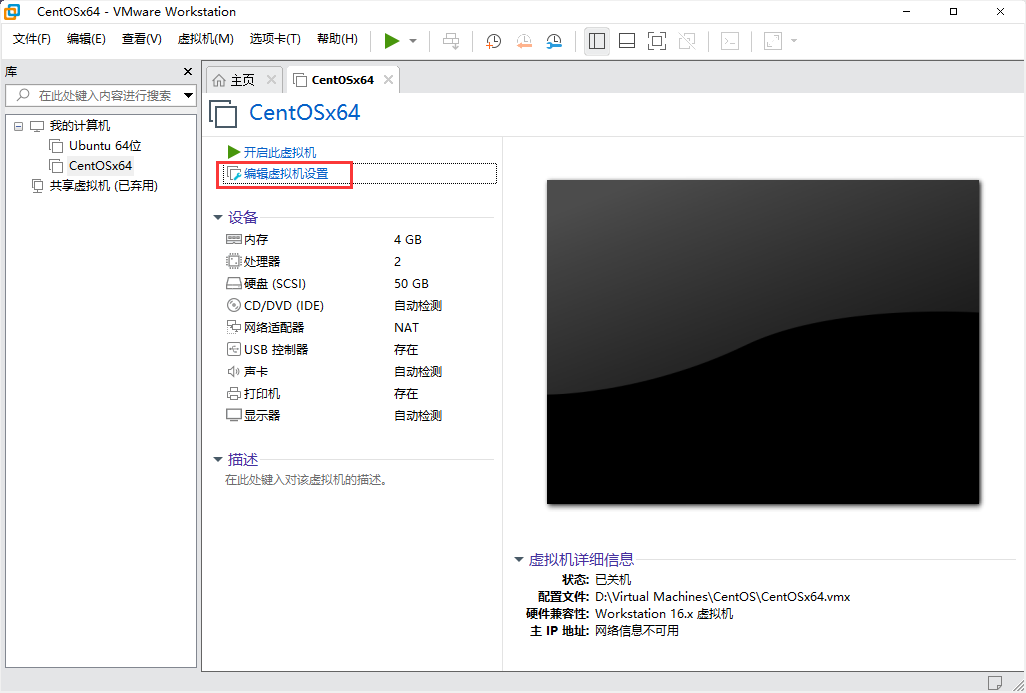 CentOSx64 - VMware Workstation
文件(F) 编辑(E) 查看(V) 虚拟机(M) 选项卡(T) 帮助(H)
库
主页
CentOSx64
在此处键入内容进行搜索
CentOSx64
我的计算机
Ubuntu 64位
CentOSx64
共享虚拟机 (已弃用)
开启此虚拟机
编辑虚拟机设置
设备
内存 4 GB
处理器 2
硬盘 (SCSI) 50 GB
CD/DVD (IDE) 自动检测
网络适配器 NAT
USB 控制器 存在
声卡 自动检测
打印机 存在
显示器 自动检测
描述
在此处键入对该虚拟机的描述。
虚拟机详细信息
状态: 已关机
配置文件: D:\Virtual Machines\CentOS\CentOSx64.vmx
硬件兼容性: Workstation 16.x 虚拟机
主 IP 地址: 网络信息不可用